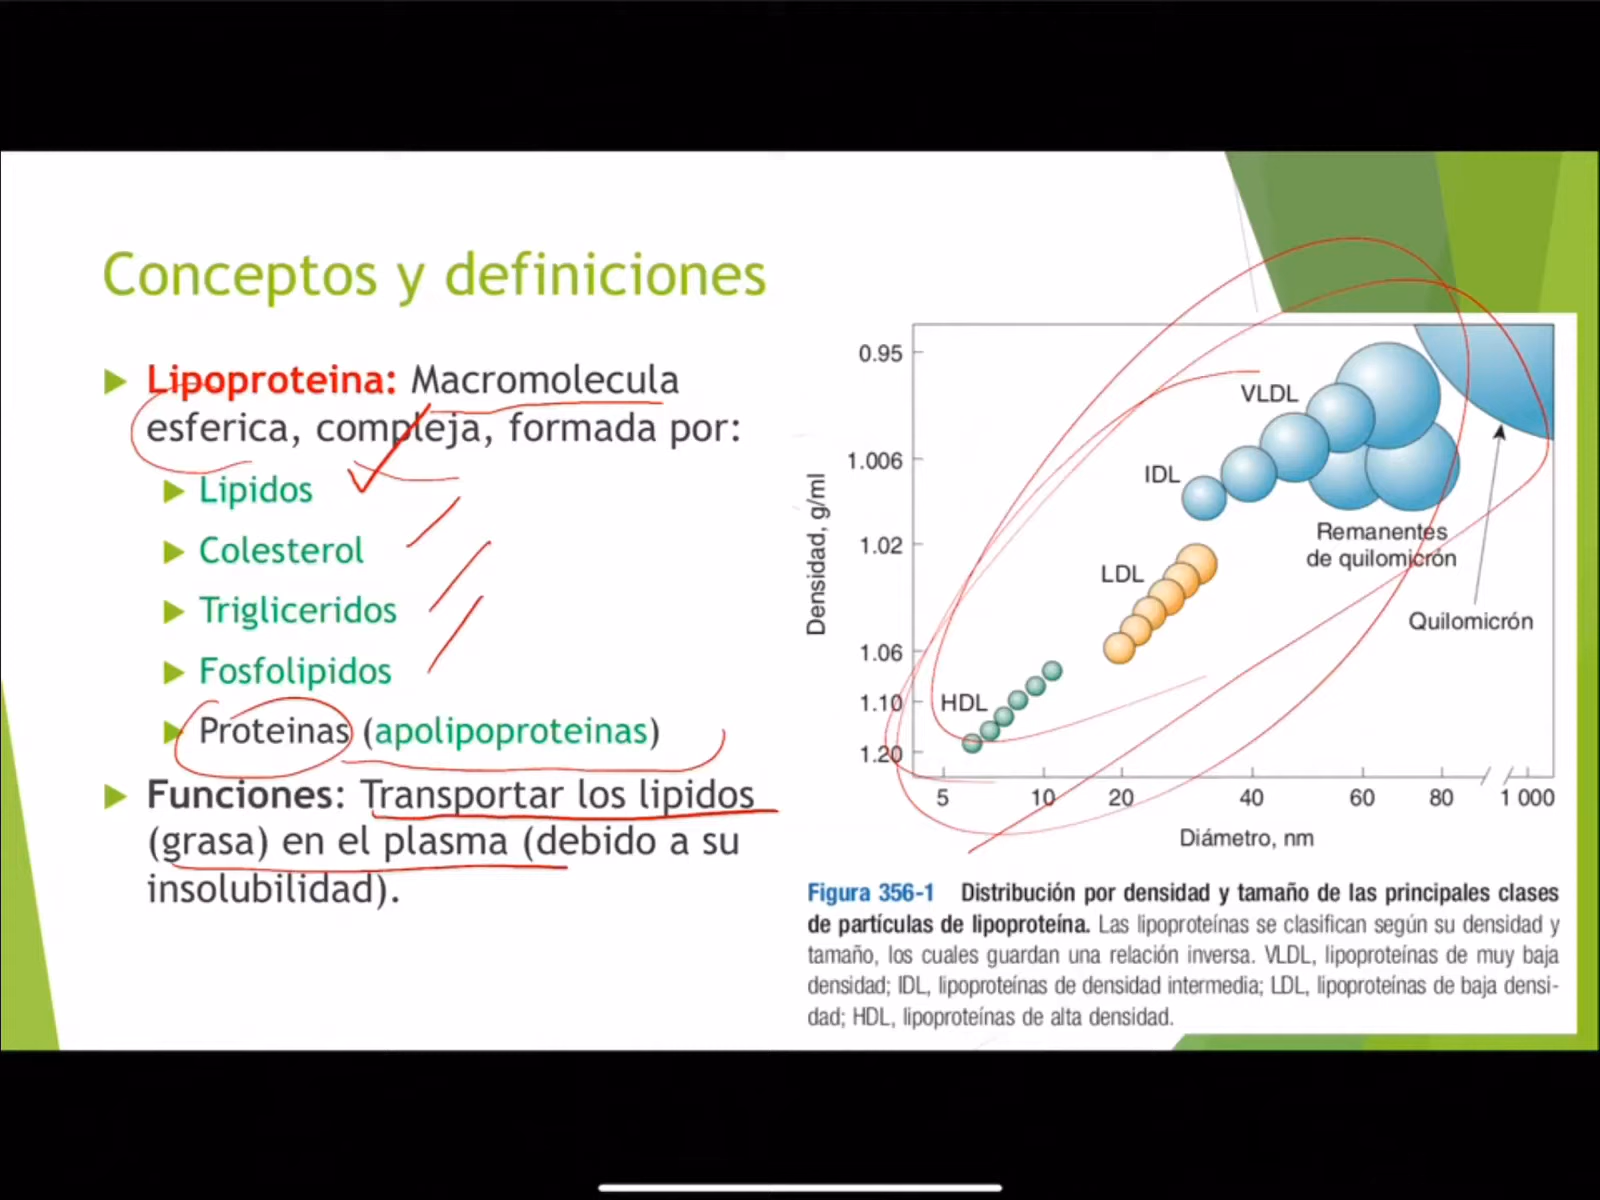 Conceptos y definiciones
Lipoproteina: Macromolecula
esferica, compleja, formada por:
Lipidos
Colesterol
Trigliceridos
Fosfolipidos
Proteinas (apolipoproteinas)
Funciones: Transportar los lipidos
(grasa) en el plasma (debido a su
insolubilidad).
Densidad, g/ml
0.95
1.006
1.02
1.06
1.10
1.20
VLDL
IDL
LDL
HDL
Remanentes
de quilomicrón
Quilomicrón
5 10 20 40 60 80 1 000
Diámetro, nm
Figura 356-1 Distribución por densidad y tamaño de las principales clases
de partículas de lipoproteína. Las lipoproteínas se clasifican según su densidad y
tamaño, los cuales guardan una relación inversa. VLDL, lipoproteínas de muy baja
densidad; IDL, lipoproteínas de densidad intermedia; LDL, lipoproteínas de baja densi-
dad; HDL, lipoproteínas de alta densidad.